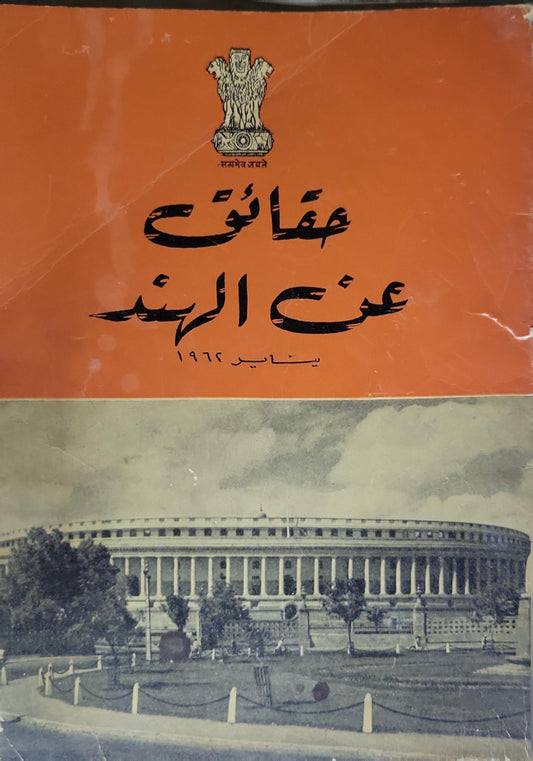 सत्यमेव जयते
حقائق
عن الهند
يناير ١٩٦٢